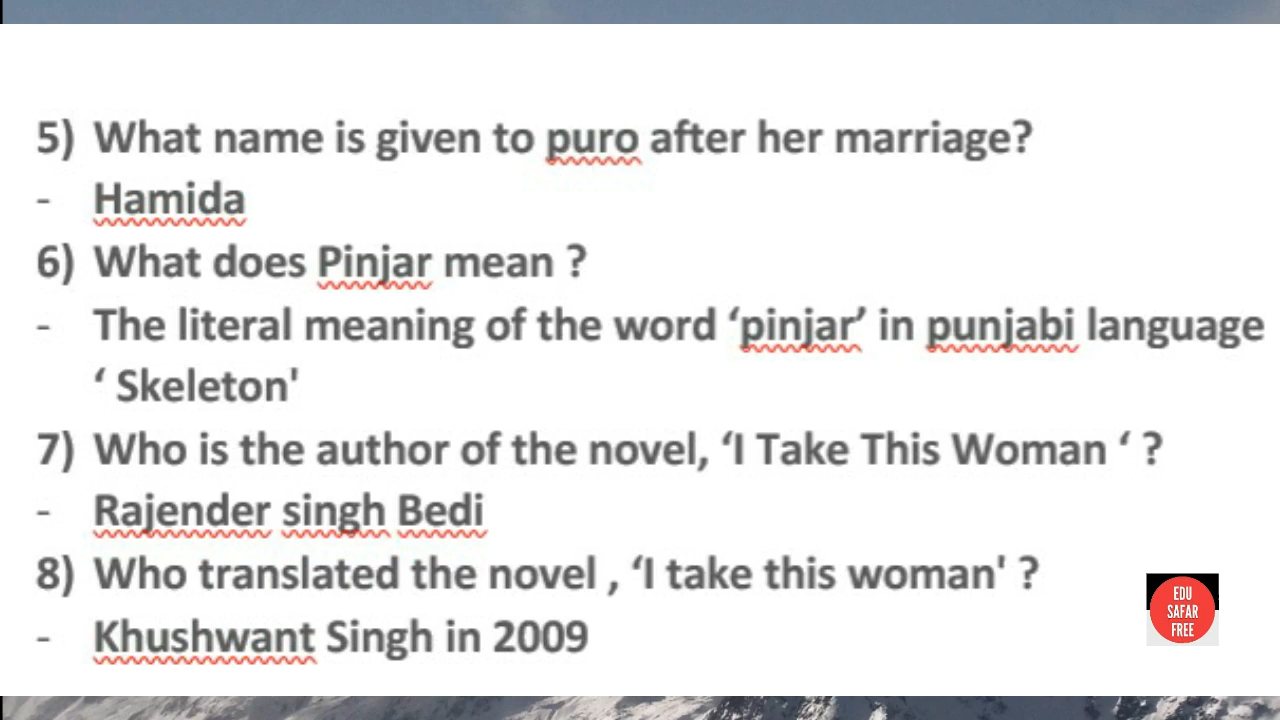 5) What name is given to puro after her marriage?
- Hamida
6) What does Pinjar mean ?
- The literal meaning of the word ‘pinjar’ in punjabi language
‘ Skeleton'
7) Who is the author of the novel, ‘I Take This Woman ‘ ?
- Rajender singh Bedi
8) Who translated the novel , ‘I take this woman' ?
- Khushwant Singh in 2009
EDU
SAFAR
FREE